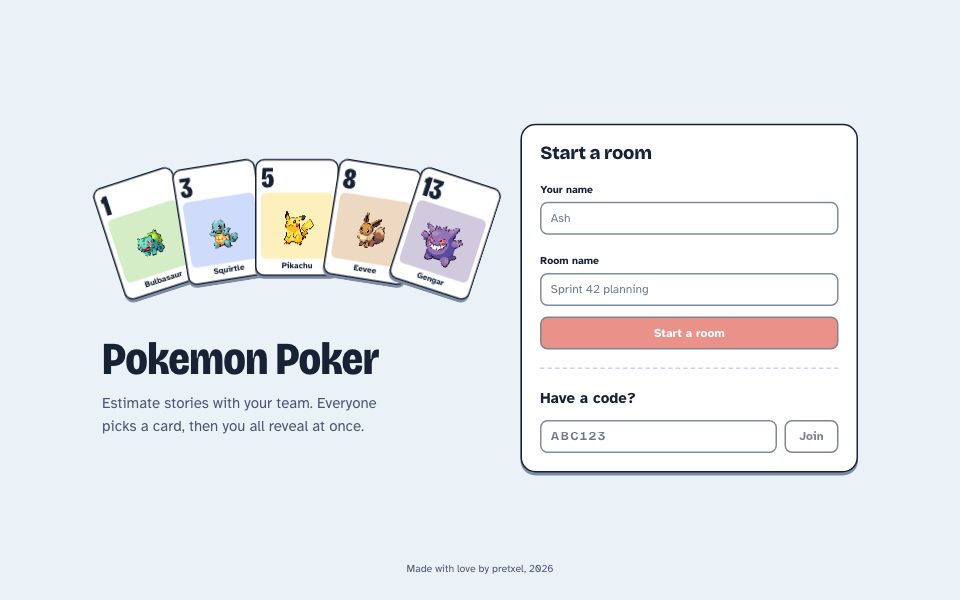 1
Bulbasaur
3
Squirtle
5
Pikachu
8
Eevee
13
Gengar
Pokemon Poker
Estimate stories with your team. Everyone
picks a card, then you all reveal at once.
Start a room
Your name
Ash
Room name
Sprint 42 planning
Start a room
Have a code?
ABC123
Join
Made with love by pretxel, 2026